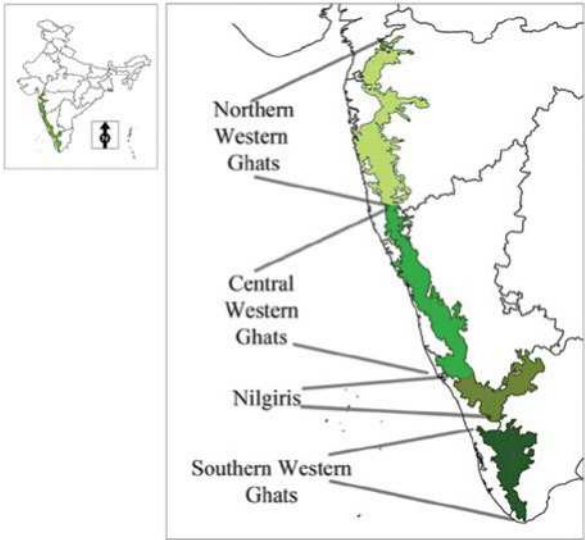 Northern
Western
Ghats
Central
Western
Ghats
Nilgiris
Southern Western
Ghats